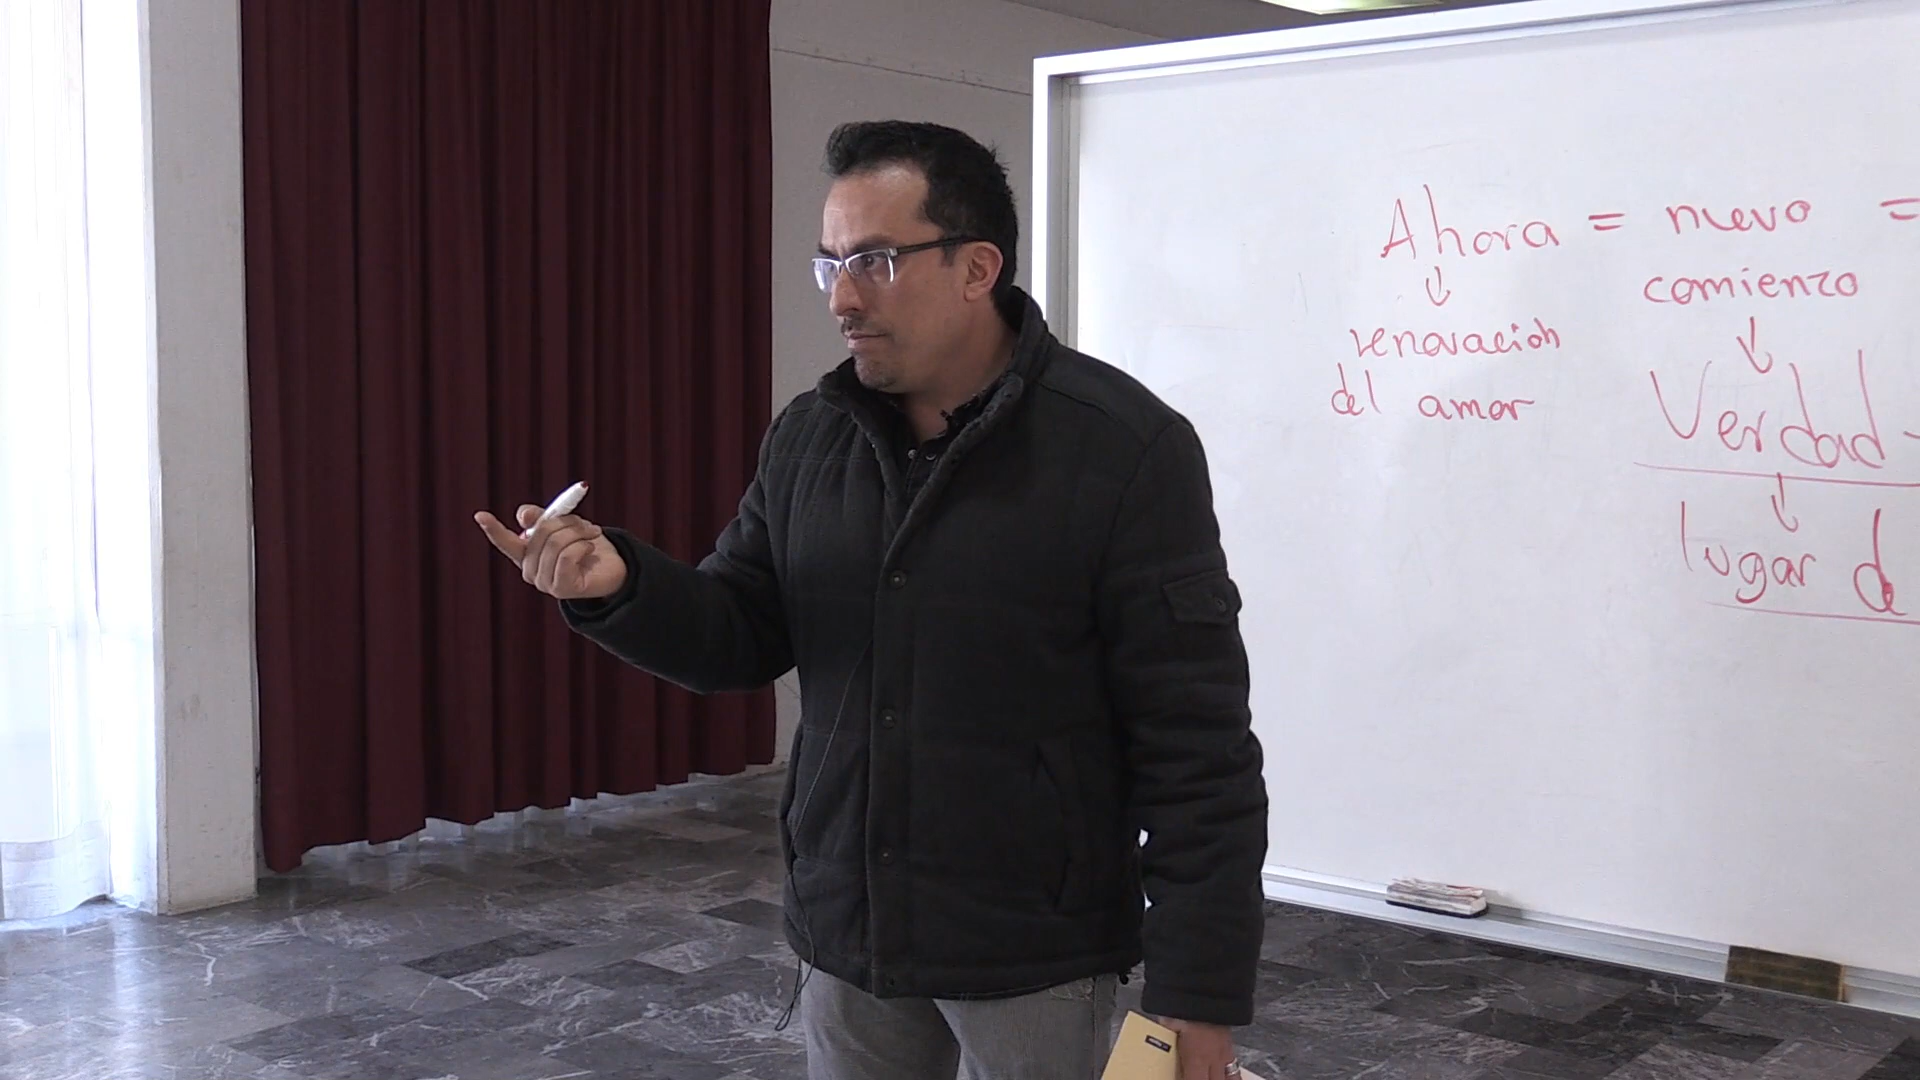 Ahora = nuevo =
comienzo
↓ ↓
renovación
del amor
Verdad -
↓
lugar de